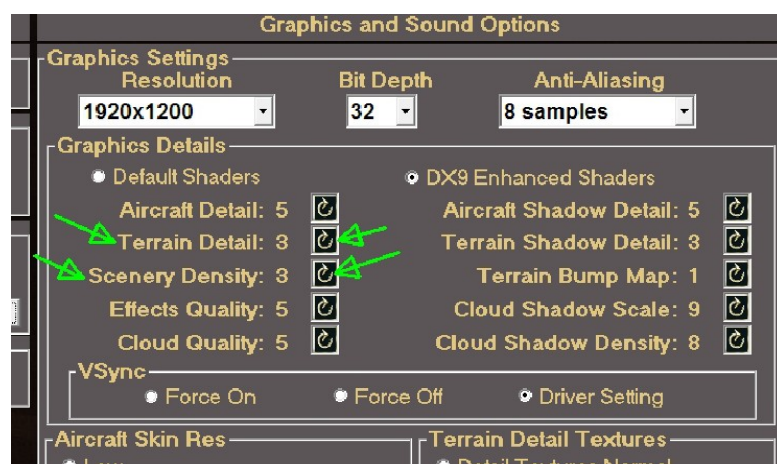 Graphics and Sound Options
Graphics Settings
Resolution Bit Depth Anti-Aliasing
1920x1200 32 8 samples
Graphics Details
Default Shaders DX9 Enhanced Shaders
Aircraft Detail: 5 Aircraft Shadow Detail: 5
Terrain Detail: 3 Terrain Shadow Detail: 3
Scenery Density: 3 Terrain Bump Map: 1
Effects Quality: 5 Cloud Shadow Scale: 9
Cloud Quality: 5 Cloud Shadow Density: 8
VSync
Force On Force Off Driver Setting
Aircraft Skin Res Terrain Detail Textures
Detail Textures Normal